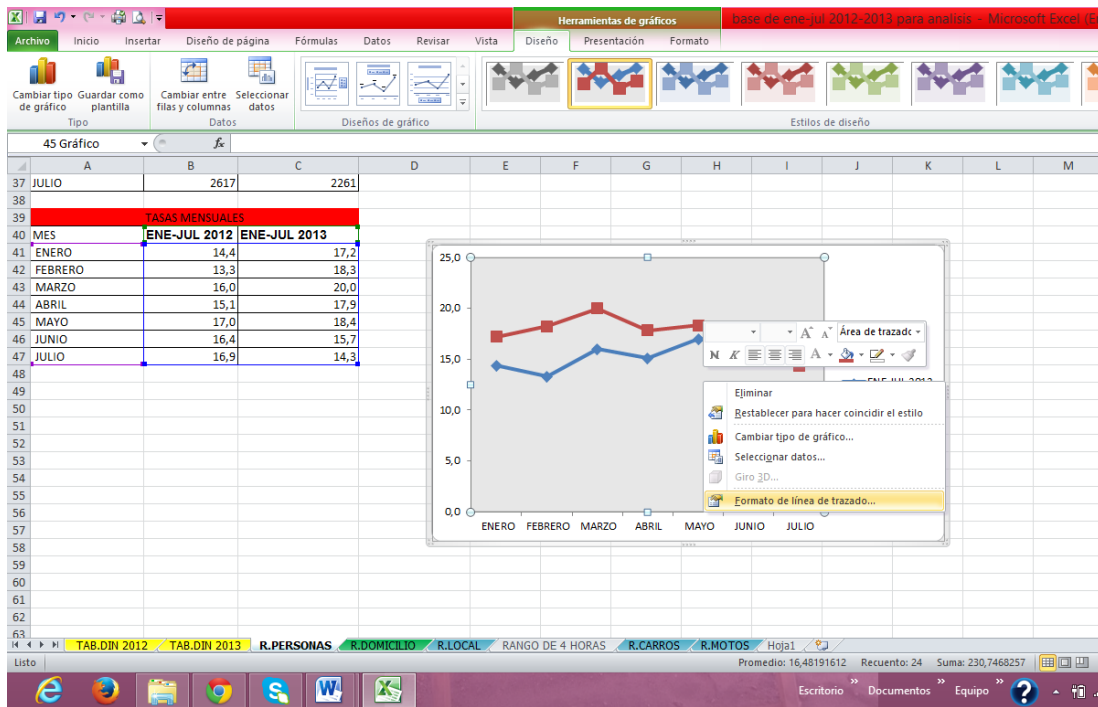 Herramientas de gráficos
base de ene-jul 2012-2013 para analisis - Microsoft Excel (E
Archivo Inicio Insertar Diseño de página Fórmulas Datos Revisar Vista Diseño Presentación Formato
Cambiar tipo de gráfico
Guardar como plantilla
Cambiar entre filas y columnas
Seleccionar datos
Tipo Datos Diseños de gráfico Estilos de diseño
45 Gráfico fx
A B C D E F G H I J K L M
37 JULIO 2617 2261
38
39 TASAS MENSUALES
40 MES ENE-JUL 2012 ENE-JUL 2013
41 ENERO 14,4 17,2
42 FEBRERO 13,3 18,3
43 MARZO 16,0 20,0
44 ABRIL 15,1 17,9
45 MAYO 17,0 18,4
46 JUNIO 16,4 15,7
47 JULIO 16,9 14,3
48
49
50
51
52
53
54
55
56
57
58
59
60
61
62
63
25,0
20,0
15,0
10,0
5,0
0,0
ENERO FEBRERO MARZO ABRIL MAYO JUNIO JULIO
A A Área de trazadc
N K A
Eliminar
Restablecer para hacer coincidir el estilo
Cambiar tipo de gráfico...
Seleccionar datos...
Giro 3D...
Formato de línea de trazado...
TAB.DIN 2012 TAB.DIN 2013 R.PERSONAS R.DOMICILIO R.LOCAL RANGO DE 4 HORAS R.CARROS R.MOTOS Hoja1
Listo Promedio: 16,48191612 Recuento: 24 Suma: 230,7468257
Escritorio » Documentos » Equipo »